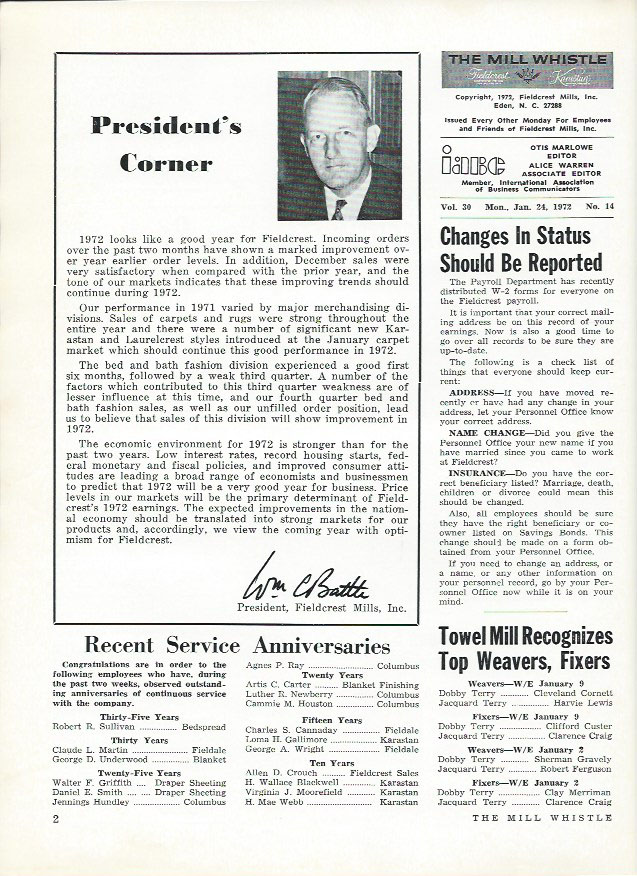 President's
Corner
1972 looks like a good year for Fieldcrest. Incoming orders
over the past two months have shown a marked improvement ov-
er year earlier order levels. In addition, December sales were
very satisfactory when compared with the prior year, and the
tone of our markets indicates that these improving trends should
continue during 1972.
Our performance in 1971 varied by major merchandising di-
visions. Sales of carpets and rugs were strong throughout the
entire year and there were a number of significant new Kar-
astan and Laurelcrest styles introduced at the January carpet
market which should continue this good performance in 1972.
The bed and bath fashion division experienced a good first
six months, followed by a weak third quarter. A number of the
factors which contributed to this third quarter weakness are of
lesser influence at this time, and our fourth quarter bed and
bath fashion sales, as well as our unfilled order position, lead
us to believe that sales of this division will show improvement in
1972.
The economic environment for 1972 is stronger than for the
past two years. Low interest rates, record housing starts, fed-
eral monetary and fiscal policies, and improved consumer atti-
tudes are leading a broad range of economists and businessmen
to predict that 1972 will be a very good year for business. Price
levels in our markets will be the primary determinant of Field-
crest's 1972 earnings. The expected improvements in the nation-
al economy should be translated into strong markets for our
products and, accordingly, we view the coming year with opti-
mism for Fieldcrest.
Wm C Battle
President, Fieldcrest Mills, Inc.
THE MILL WHISTLE
Fieldcrest Karastan
Copyright, 1972, Fieldcrest Mills, Inc.
Eden, N. C. 27288
Issued Every Other Monday For Employees
and Friends of Fieldcrest Mills, Inc.
OTIS MARLOWE
EDITOR
ALICE WARREN
ASSOCIATE EDITOR
Member, International Association
of Business Communicators
Vol. 30 Mon., Jan. 24, 1972 No. 14
Changes In Status
Should Be Reported
The Payroll Department has recently
distributed W-2 forms for everyone on
the Fieldcrest payroll.
It is important that your correct mail-
ing address be on this record of your
earnings. Now is also a good time to
go over all records to be sure they are
up-to-date.
The following is a check list of
things that everyone should keep cur-
rent:
ADDRESS—If you have moved re-
cently or have had any change in your
address, let your Personnel Office know
your correct address.
NAME CHANGE—Did you give the
Personnel Office your new name if you
have married since you came to work
at Fieldcrest?
INSURANCE—Do you have the cor-
rect beneficiary listed? Marriage, death,
children or divorce could mean this
should be changed.
Also, all employees should be sure
they have the right beneficiary or co-
owner listed on Savings Bonds. This
change should be made on a form ob-
tained from your Personnel Office.
If you need to change an address, or
a name, or any other information on
your personnel record, go by your Per-
sonnel Office now while it is on your
mind.
Recent Service Anniversaries
Congratulations are in order to the
following employees who have, during
the past two weeks, observed outstand-
ing anniversaries of continuous service
with the company.
Thirty-Five Years
Robert R. Sullivan .............. Bedspread
Thirty Years
Claude L. Martin ...................... Fieldale
George D. Underwood .......... Blanket
Twenty-Five Years
Walter F. Griffith .... Draper Sheeting
Daniel E. Smith .... .... Draper Sheeting
Jennings Hundley .............. Columbus
Agnes P. Ray ...................... Columbus
Twenty Years
Artis C. Carter ........ Blanket Finishing
Luther R. Newberry ............ Columbus
Cammie M. Houston ............ Columbus
Fifteen Years
Charles S. Cannaday .............. Fieldale
Loma H. Gallimore .............. Karastan
George A. Wright .................. Fieldale
Ten Years
Allen D. Crouch ........ Fieldcrest Sales
H. Wallace Blackwell ............ Karastan
Virginia J. Moorefield .......... Karastan
H. Mae Webb ...................... Karastan
Towel Mill Recognizes
Top Weavers, Fixers
Weavers—W/E January 9
Dobby Terry .............. Cleveland Cornett
Jacquard Terry .. ............ Harvie Lewis
Fixers—W/E January 9
Dobby Terry .................. Clifford Custer
Jacquard Terry ............ Clarence Craig
Weavers—W/E January 2
Dobby Terry .............. Sherman Gravely
Jacquard Terry .......... Robert Ferguson
Fixers—W/E January 2
Dobby Terry .................. Clay Merriman
Jacquard Terry ............ Clarence Craig
2
THE MILL WHISTLE